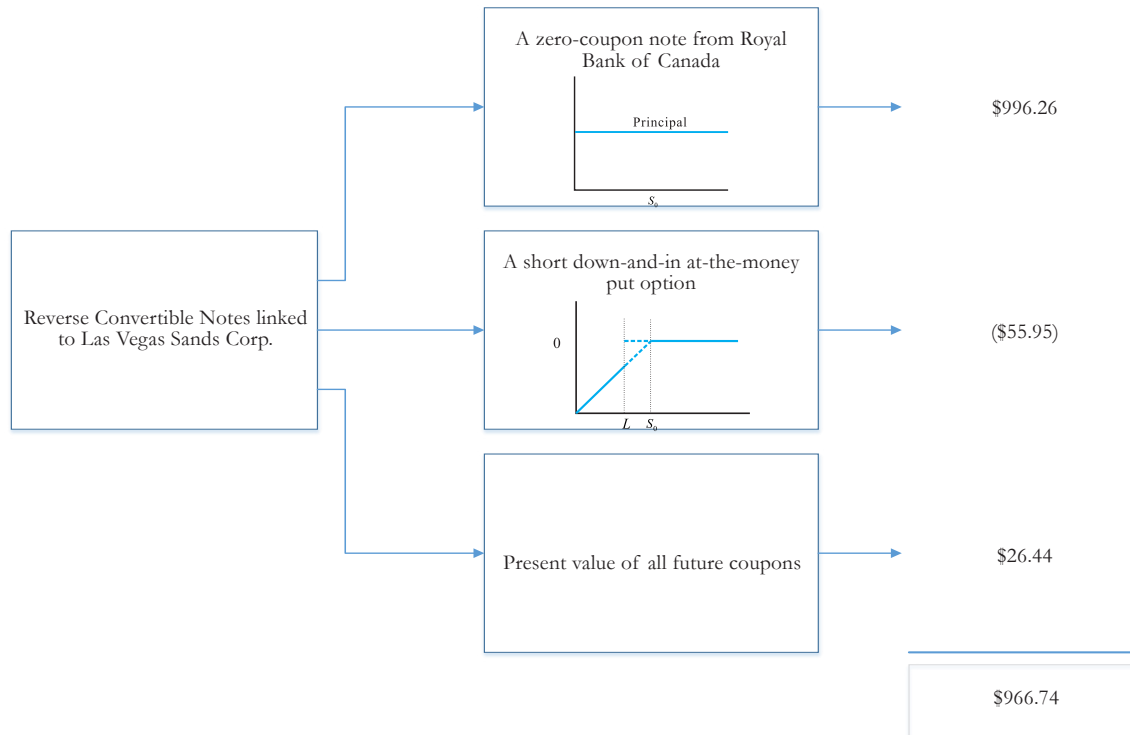 A zero-coupon note from Royal
Bank of Canada
Principal
S₀
$996.26
Reverse Convertible Notes linked
to Las Vegas Sands Corp.
A short down-and-in at-the-money
put option
0
L S₀
($55.95)
Present value of all future coupons
$26.44
$966.74